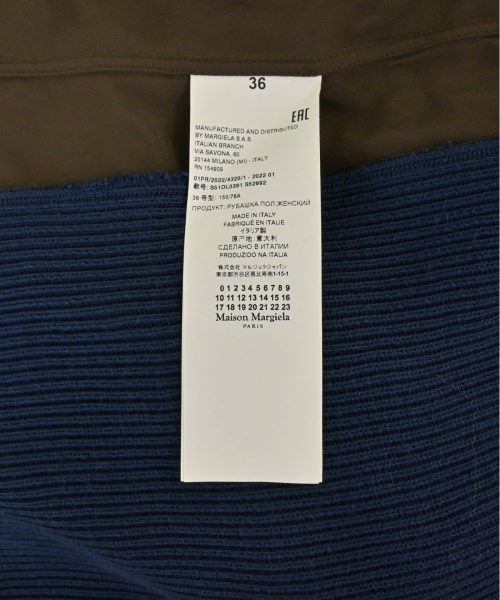 36
EAC
MANUFACTURED AND DISTRIBUTED
BY MARGIELA S.A.S
ITALIAN BRANCH
VIA SAVONA, 60
20144 MILANO (MI) - ITALY
RN 154809
01PR/2022/4320/1 - 2022 01
款号: S51DL0391 S52992
36 号型: 150/76A
ПРОДУКТ: РУБАШКА ПОЛ:ЖЕНСКИЙ
MADE IN ITALY
FABRIQUÉ EN ITALIE
イタリア製
原产地 意大利
СДЕЛАНО В ИТАЛИИ
PRODUZIDO NA ITALIA
株式会社 マルジェラジャパン
東京都渋谷区恵比寿南1-15-1
0 1 2 3 4 5 6 7 8 9
10 11 12 13 14 15 16
17 18 19 20 21 22 23
Maison Margiela
PARIS